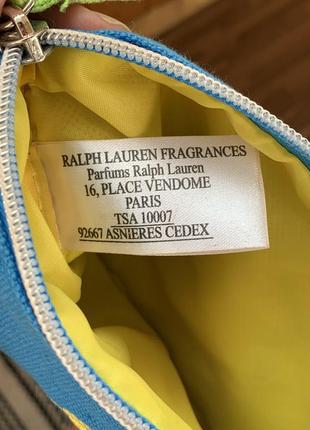 RALPH LAUREN FRAGRANCES
Parfums Ralph Lauren
16, PLACE VENDOME
PARIS
TSA 10007
92667 ASNIERES CEDEX